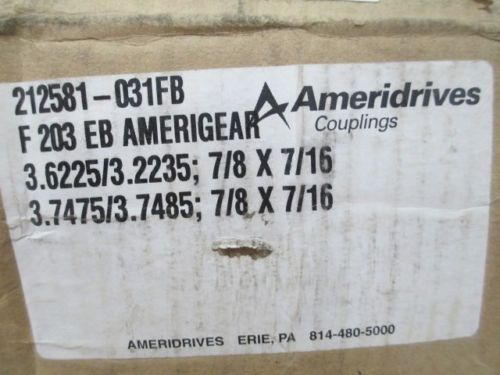 212581-031FB
Ameridrives
Couplings
F 203 EB AMERIGEAR
3.6225/3.2235; 7/8 X 7/16
3.7475/3.7485; 7/8 X 7/16
AMERIDRIVES ERIE, PA 814-480-5000